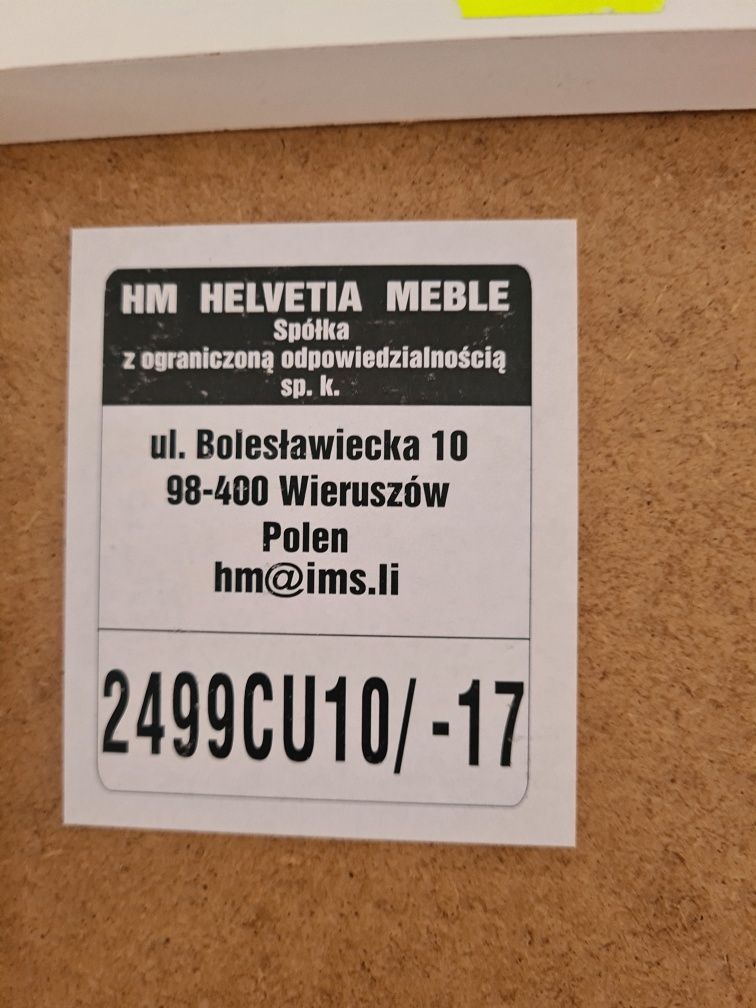 HM HELVETIA MEBLE
Spółka
z ograniczoną odpowiedzialnością
sp. k.
ul. Bolesławiecka 10
98-400 Wieruszów
Polen
hm@ims.li
2499CU10/-17